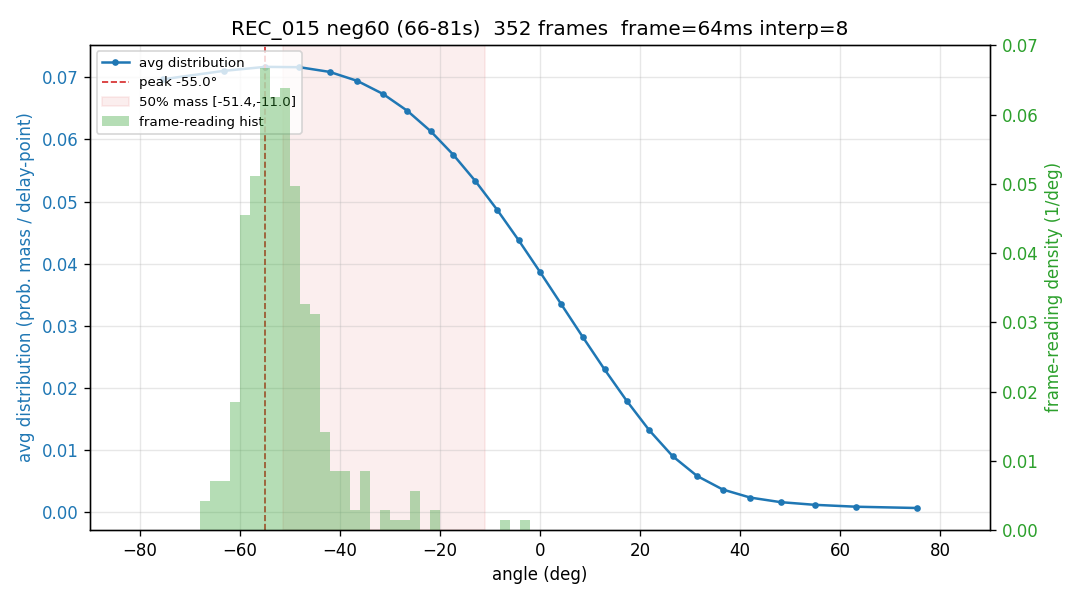 REC_015 neg60 (66-81s)  352 frames  frame=64ms interp=8
avg distribution
peak -55.0°
50% mass [-51.4,-11.0]
frame-reading hist
avg distribution (prob. mass / delay-point)
0.07
0.06
0.05
0.04
0.03
0.02
0.01
0.00
0.07
0.06
0.05
0.04
0.03
0.02
0.01
0.00
frame-reading density (1/deg)
−80 −60 −40 −20 0 20 40 60 80
angle (deg)